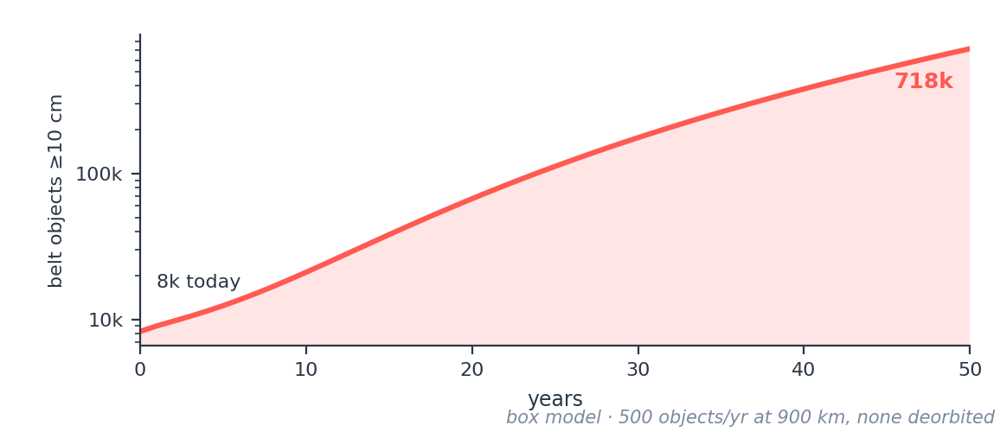 belt objects ≥10 cm
100k
10k
8k today
718k
0 10 20 30 40 50
years
box model · 500 objects/yr at 900 km, none deorbited